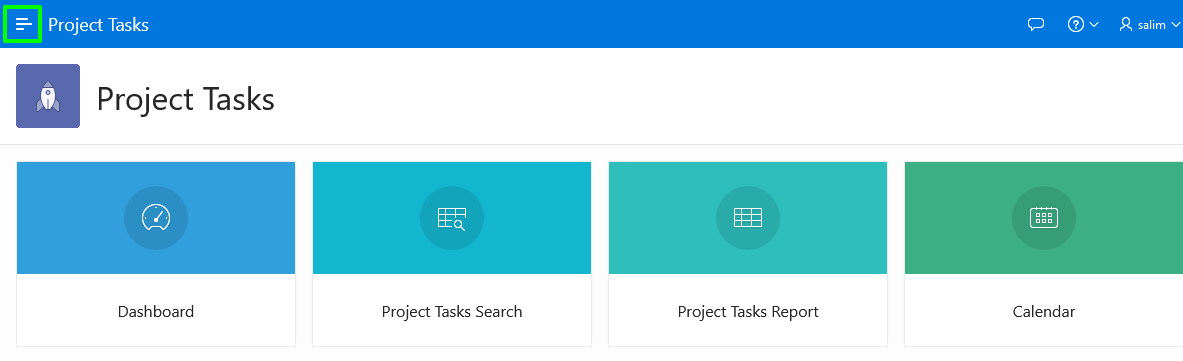 Project Tasks
salim
Project Tasks
Dashboard
Project Tasks Search
Project Tasks Report
Calendar